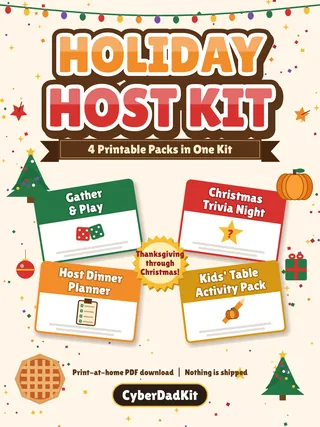 HOLIDAY
HOST KIT
4 Printable Packs in One Kit
Gather
& Play
Christmas
Trivia Night
?
Thanksgiving
through
Christmas!
Host Dinner
Planner
Kids' Table
Activity Pack
Print-at-home PDF download | Nothing is shipped
CyberDadKit